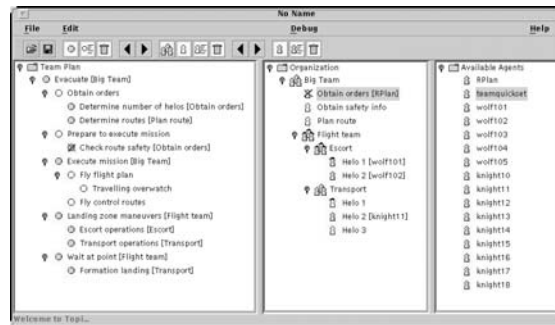 No Name
File Edit Debug Help
Team Plan
Evacuate [Big Team]
Obtain orders
Determine number of helos [Obtain orders]
Determine routes [Plan route]
Prepare to execute mission
Check route safety [Obtain orders]
Execute mission [Big Team]
Fly flight plan
Travelling overwatch
Fly control routes
Landing zone maneuvers [Flight team]
Escort operations [Escort]
Transport operations [Transport]
Wait at point [Flight team]
Formation landing [Transport]
Organization
Big Team
Obtain orders [RPlan]
Obtain safety info
Plan route
Flight team
Escort
Helo 1 [wolf101]
Helo 2 [wolf102]
Transport
Helo 1
Helo 2 [knight11]
Helo 3
Available Agents
RPlan
teamquickset
wolf101
wolf102
wolf103
wolf104
wolf105
knight10
knight11
knight12
knight13
knight14
knight15
knight16
knight17
knight18
Welcome to TopI...